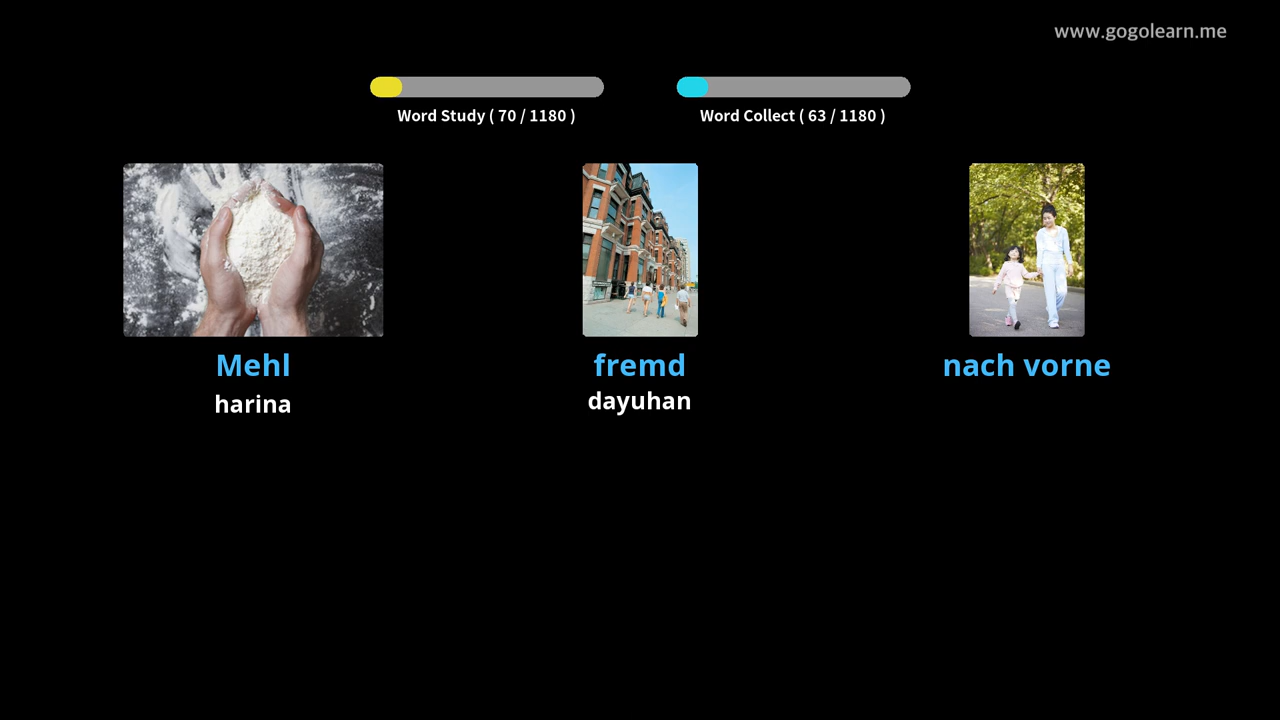 www.gogolearn.me
Word Study ( 70 / 1180 )
Word Collect ( 63 / 1180 )
Mehl
harina
fremd
dayuhan
nach vorne